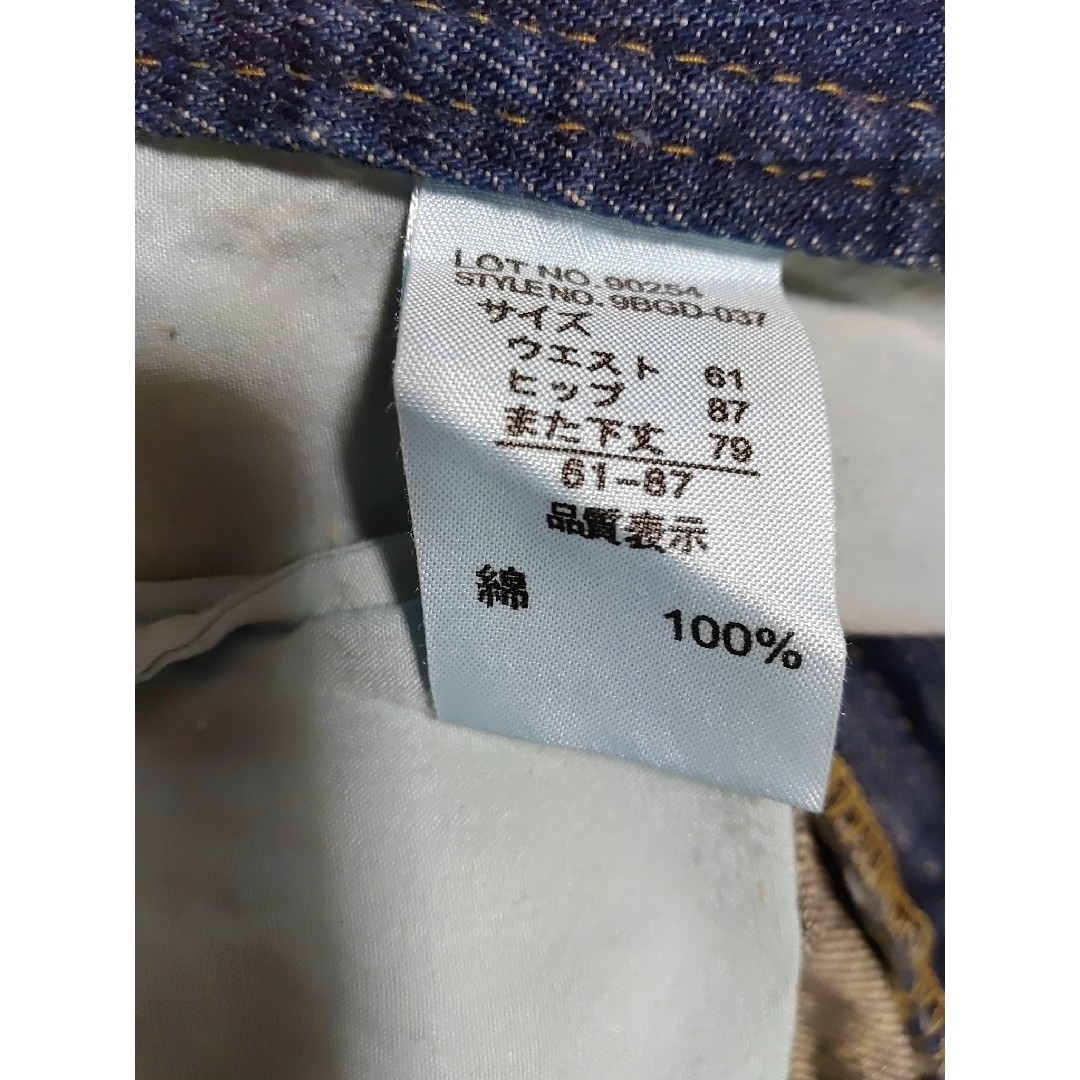 LOT NO. 90254
STYLE NO. 9BGD-037
サイズ
ウエスト 61
ヒップ 87
また下丈 79
61-87
品質表示
綿 100%